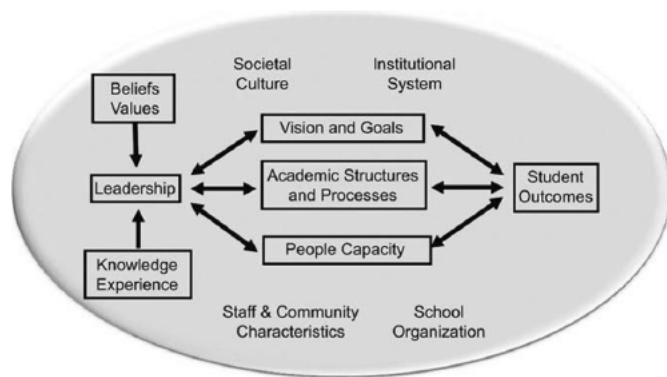 Societal
Culture
Institutional
System
Beliefs
Values
Vision and Goals
Leadership
Academic Structures
and Processes
Student
Outcomes
People Capacity
Knowledge
Experience
Staff & Community
Characteristics
School
Organization